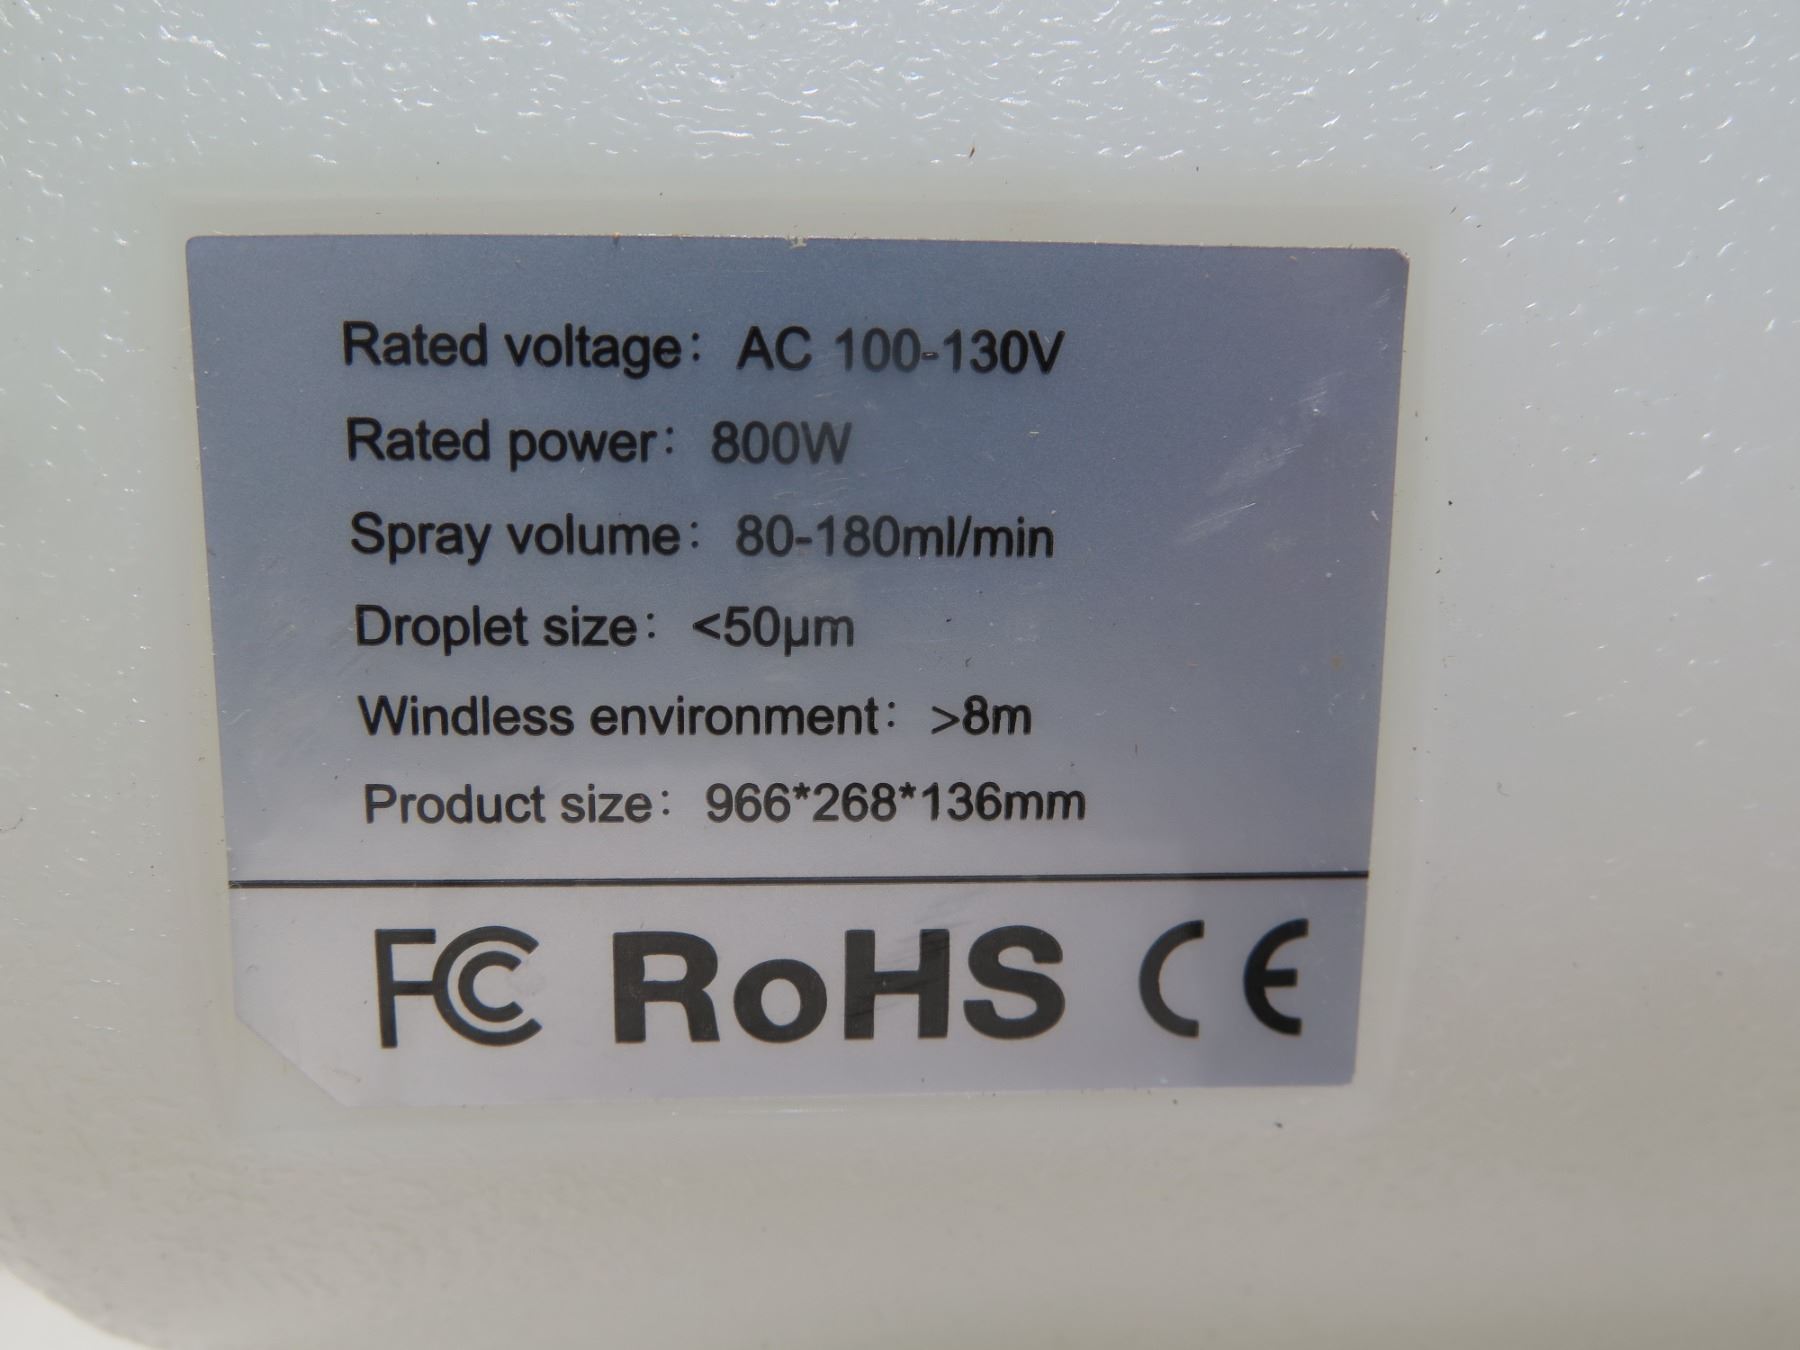 Rated voltage: AC 100-130V
Rated power: 800W
Spray volume: 80-180ml/min
Droplet size: <50μm
Windless environment: >8m
Product size: 966*268*136mm
FC RoHS CE